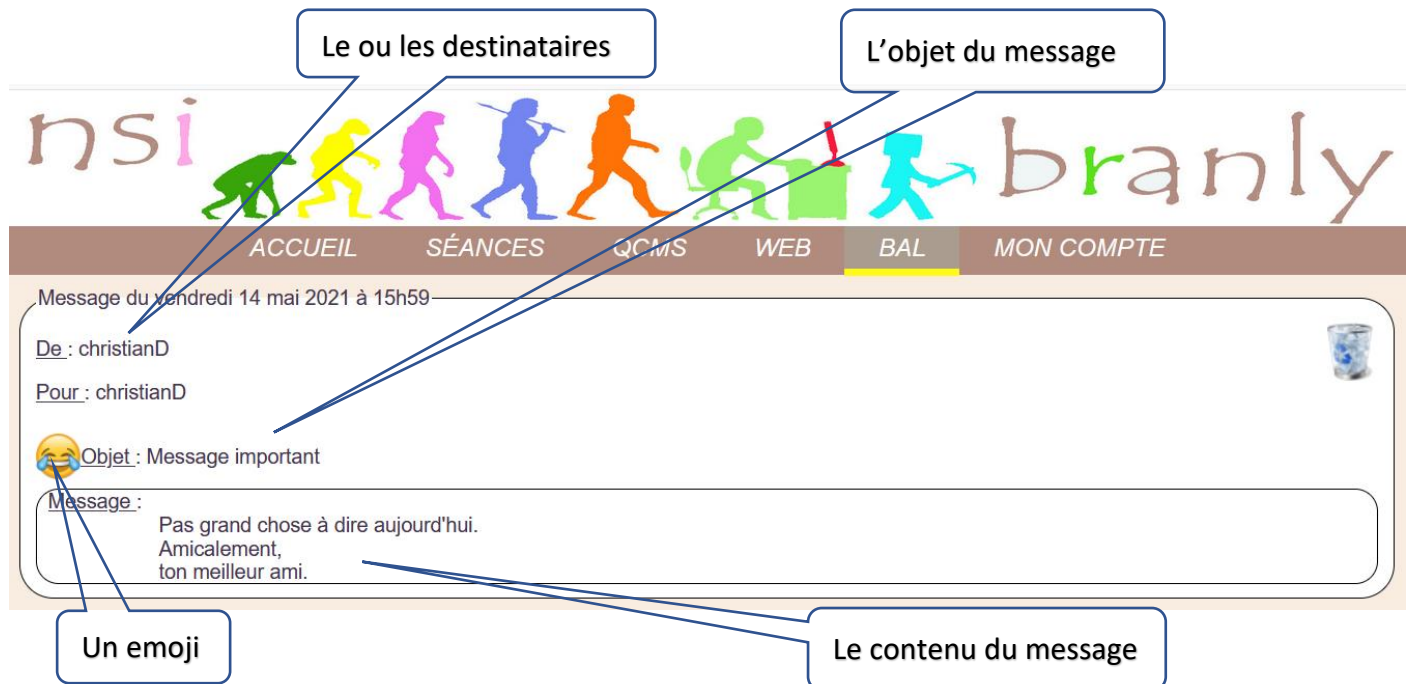 Le ou les destinataires
L’objet du message
nsi branly
ACCUEIL SÉANCES QCMS WEB BAL MON COMPTE
Message du vendredi 14 mai 2021 à 15h59
De : christianD
Pour : christianD
Objet : Message important
Message :
Pas grand chose à dire aujourd'hui.
Amicalement,
ton meilleur ami.
Un emoji
Le contenu du message